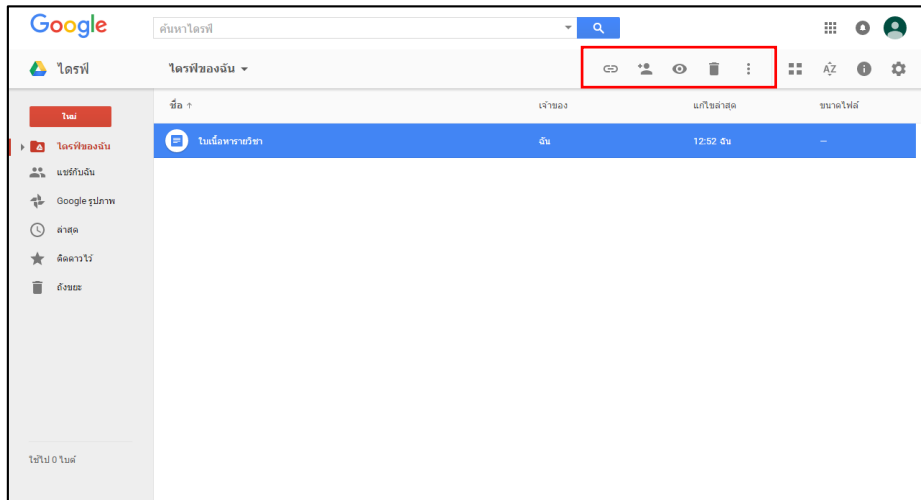 Google
ค้นหาไดรฟ์
ไดรฟ์
ไดรฟ์ของฉัน
AZ
ใหม่
ชื่อ ↑ เจ้าของ แก้ไขล่าสุด ขนาดไฟล์
ใบเนื้อหารายวิชา ฉัน 12:52 ฉัน –
ไดรฟ์ของฉัน
แชร์กับฉัน
Google รูปภาพ
ล่าสุด
ติดดาวไว้
ถังขยะ
ใช้ไป 0 ไบต์